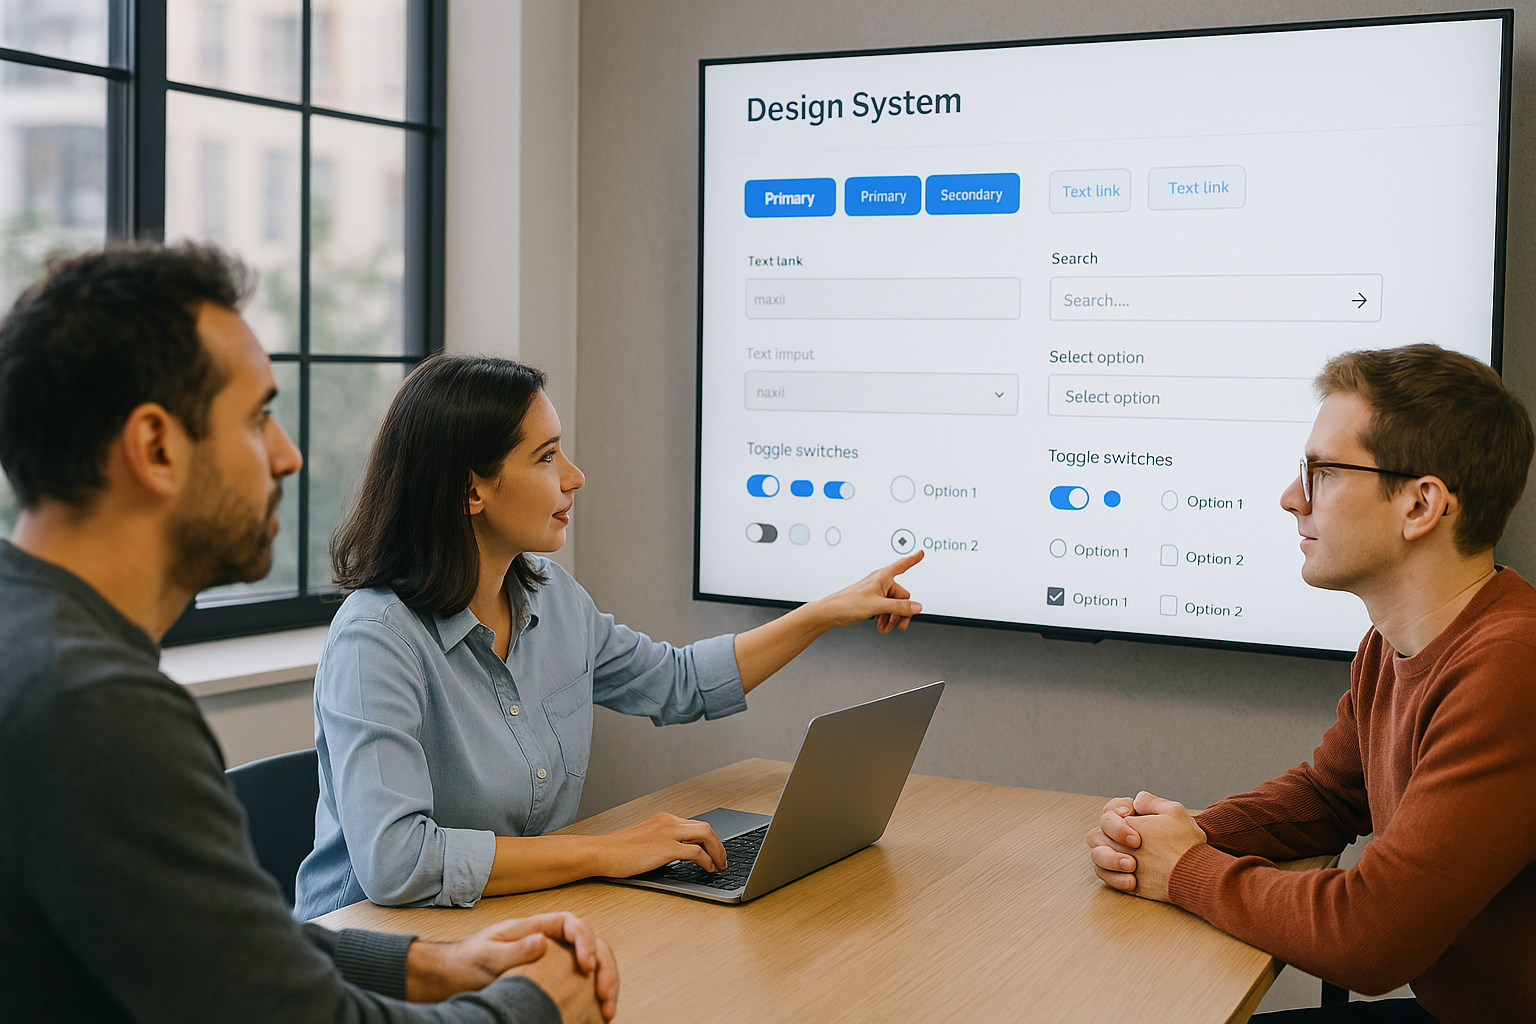 Design System
Primary Primary Secondary Text link Text link
Text lank
maxil
Search
Search....
Text imput
naxil
Select option
Select option
Toggle switches
Option 1
Option 2
Toggle switches
Option 1
Option 1 Option 2
Option 1 Option 2